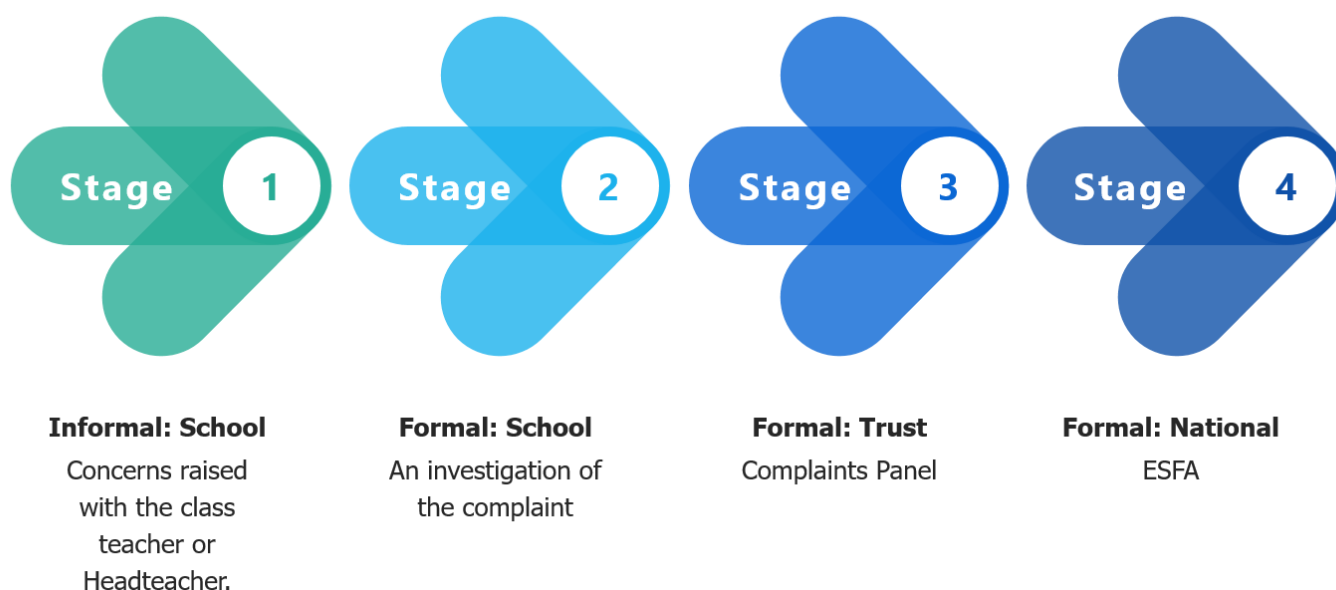 Stage 1
Stage 2
Stage 3
Stage 4
Informal: School
Concerns raised
with the class
teacher or
Headteacher.
Formal: School
An investigation of
the complaint
Formal: Trust
Complaints Panel
Formal: National
ESFA